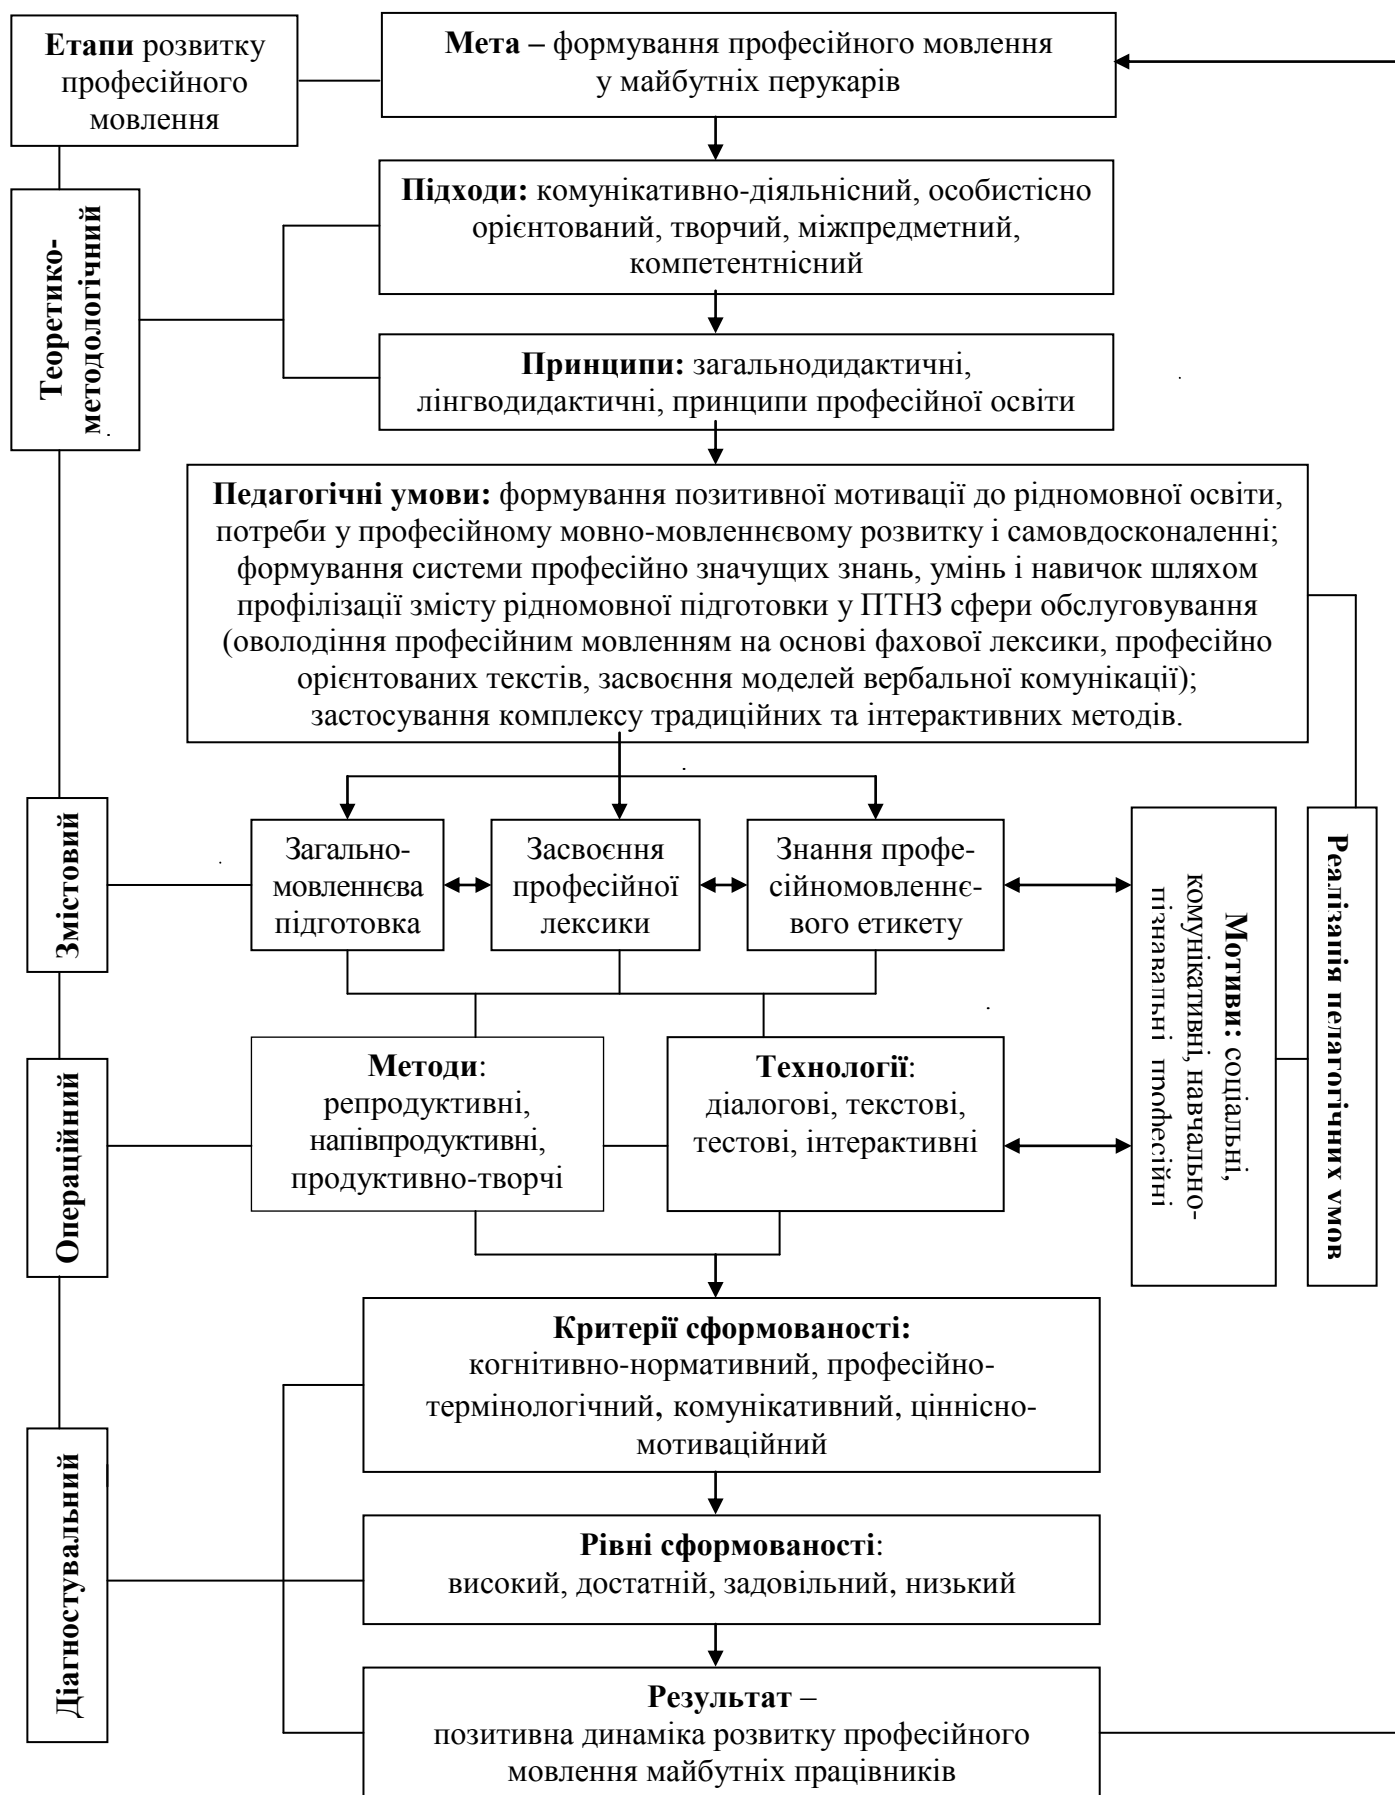 Етапи розвитку
професійного
мовлення
Мета – формування професійного мовлення
у майбутніх перукарів
Підходи: комунікативно-діяльнісний, особистісно
орієнтований, творчий, міжпредметний,
компетентнісний
Теоретико-
методологічний
Принципи: загальнодидактичні,
лінгводидактичні, принципи професійної освіти
Педагогічні умови: формування позитивної мотивації до рідномовної освіти,
потреби у професійному мовно-мовленнєвому розвитку і самовдосконаленні;
формування системи професійно значущих знань, умінь і навичок шляхом
профілізації змісту рідномовної підготовки у ПТНЗ сфери обслуговування
(оволодіння професійним мовленням на основі фахової лексики, професійно
орієнтованих текстів, засвоєння моделей вербальної комунікації);
застосування комплексу традиційних та інтерактивних методів.
Змістовий
Загально-
мовленнєва
підготовка
Засвоєння
професійної
лексики
Знання профе-
сійномовленнє-
вого етикету
Мотиви: соціальні,
комунікативні, навчально-
пізнавальні професійні
Реалізація педагогічних умов
Операційний
Методи:
репродуктивні,
напівпродуктивні,
продуктивно-творчі
Технології:
діалогові, текстові,
тестові, інтерактивні
Діагностувальний
Критерії сформованості:
когнітивно-нормативний, професійно-
термінологічний, комунікативний, ціннісно-
мотиваційний
Рівні сформованості:
високий, достатній, задовільний, низький
Результат –
позитивна динаміка розвитку професійного
мовлення майбутніх працівників